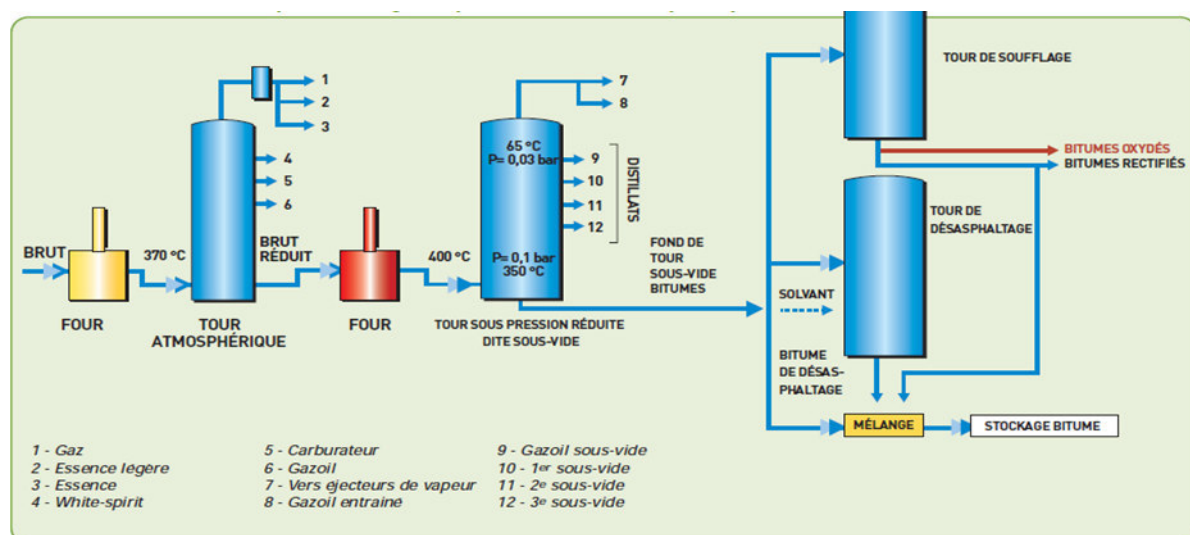 TOUR DE SOUFFLAGE
1
2
3
4
5
6
7
8
65 °C
P= 0,03 bar
9
10
11
12
DISTILLATS
P= 0,1 bar
350 °C
BITUMES OXYDÉS
BITUMES RECTIFIÉS
TOUR DE
DÉSASPHALTAGE
BRUT
370 °C
BRUT
RÉDUIT
400 °C
FOND DE
TOUR
SOUS-VIDE
BITUMES
SOLVANT
FOUR
TOUR
ATMOSPHÉRIQUE
FOUR
TOUR SOUS PRESSION RÉDUITE
DITE SOUS-VIDE
BITUME
DE DÉSAS-
PHALTAGE
MÉLANGE
STOCKAGE BITUME
1 - Gaz
2 - Essence légère
3 - Essence
4 - White-spirit
5 - Carburateur
6 - Gazoil
7 - Vers éjecteurs de vapeur
8 - Gazoil entrainé
9 - Gazoil sous-vide
10 - 1er sous-vide
11 - 2e sous-vide
12 - 3e sous-vide